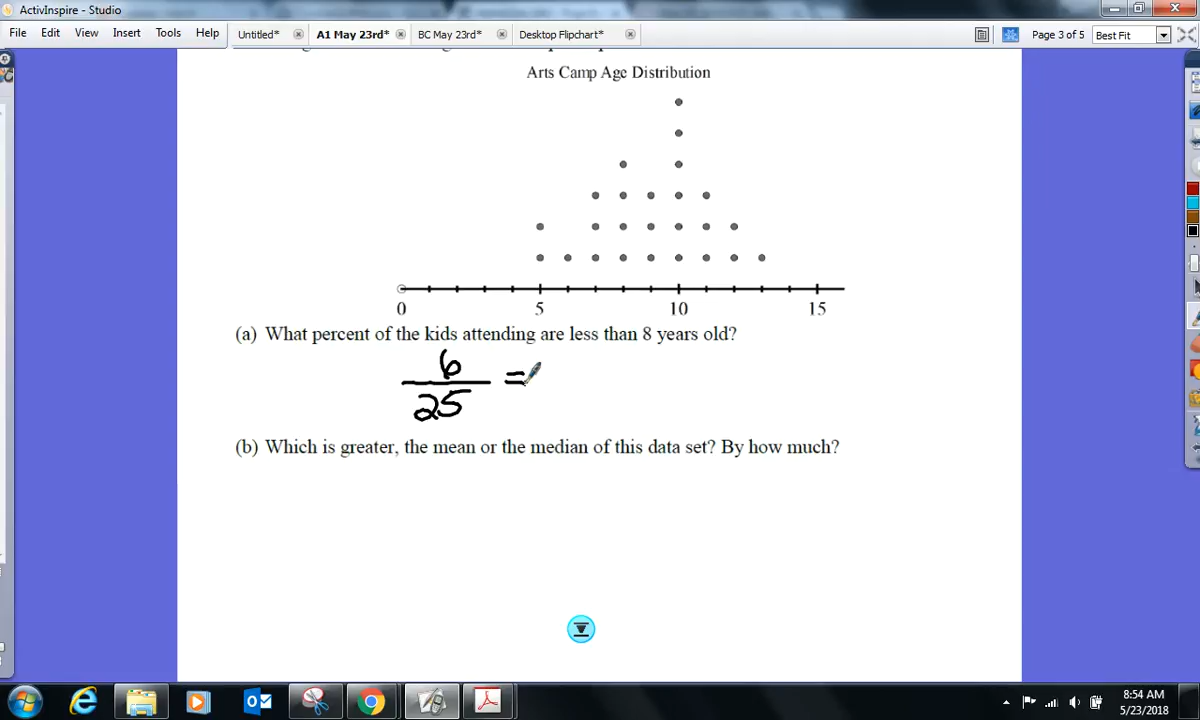 ActivInspire - Studio
File Edit View Insert Tools Help Untitled* A1 May 23rd* BC May 23rd* Desktop Flipchart* Page 3 of 5 Best Fit
Arts Camp Age Distribution
0 5 10 15
(a) What percent of the kids attending are less than 8 years old?
6
25 =
(b) Which is greater, the mean or the median of this data set? By how much?
8:54 AM
5/23/2018